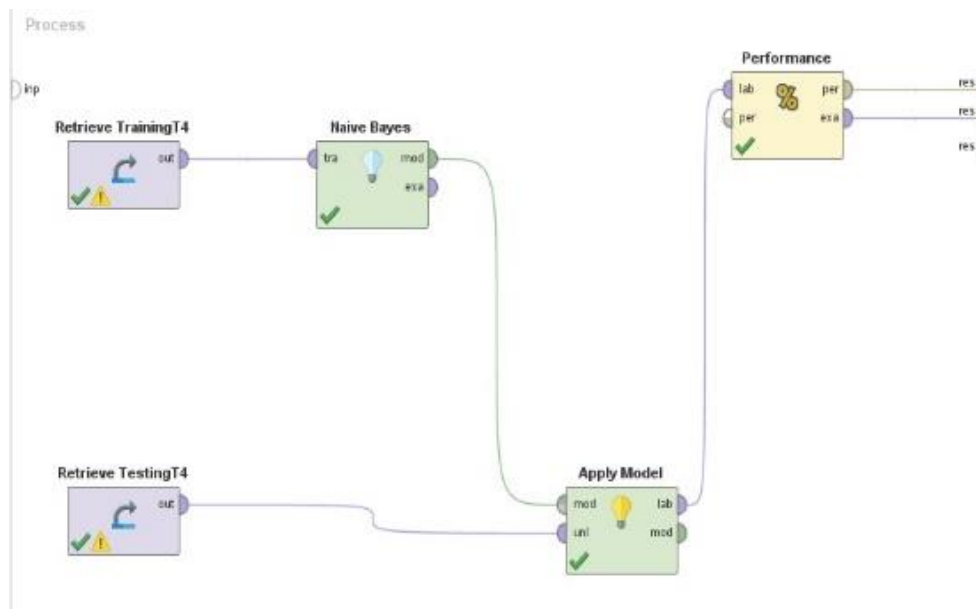 Process
inp
Retrieve TrainingT4
out
Naive Bayes
tra
mod
exa
Performance
lab
per
%
per
exa
res
res
res
Retrieve TestingT4
out
Apply Model
mod
lab
unl
mod